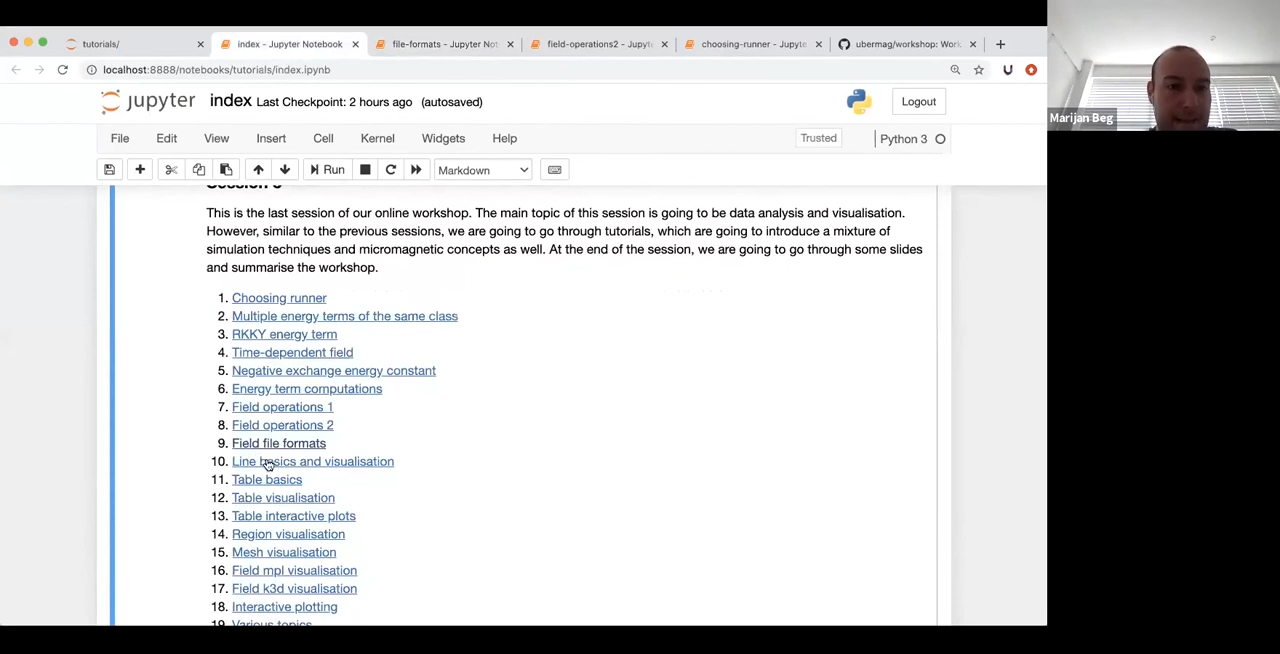 tutorials/
index - Jupyter Notebook
file-formats - Jupyter Not
field-operations2 - Jupyte
choosing-runner - Jupyte
ubermag/workshop: Work
localhost:8888/notebooks/tutorials/index.ipynb
jupyter index Last Checkpoint: 2 hours ago (autosaved)
Logout
File Edit View Insert Cell Kernel Widgets Help
Trusted
Python 3
Run
Markdown
Marijan Beg
This is the last session of our online workshop. The main topic of this session is going to be data analysis and visualisation.
However, similar to the previous sessions, we are going to go through tutorials, which are going to introduce a mixture of
simulation techniques and micromagnetic concepts as well. At the end of the session, we are going to go through some slides
and summarise the workshop.
1. Choosing runner
2. Multiple energy terms of the same class
3. RKKY energy term
4. Time-dependent field
5. Negative exchange energy constant
6. Energy term computations
7. Field operations 1
8. Field operations 2
9. Field file formats
10. Line basics and visualisation
11. Table basics
12. Table visualisation
13. Table interactive plots
14. Region visualisation
15. Mesh visualisation
16. Field mpl visualisation
17. Field k3d visualisation
18. Interactive plotting
19. Various topics